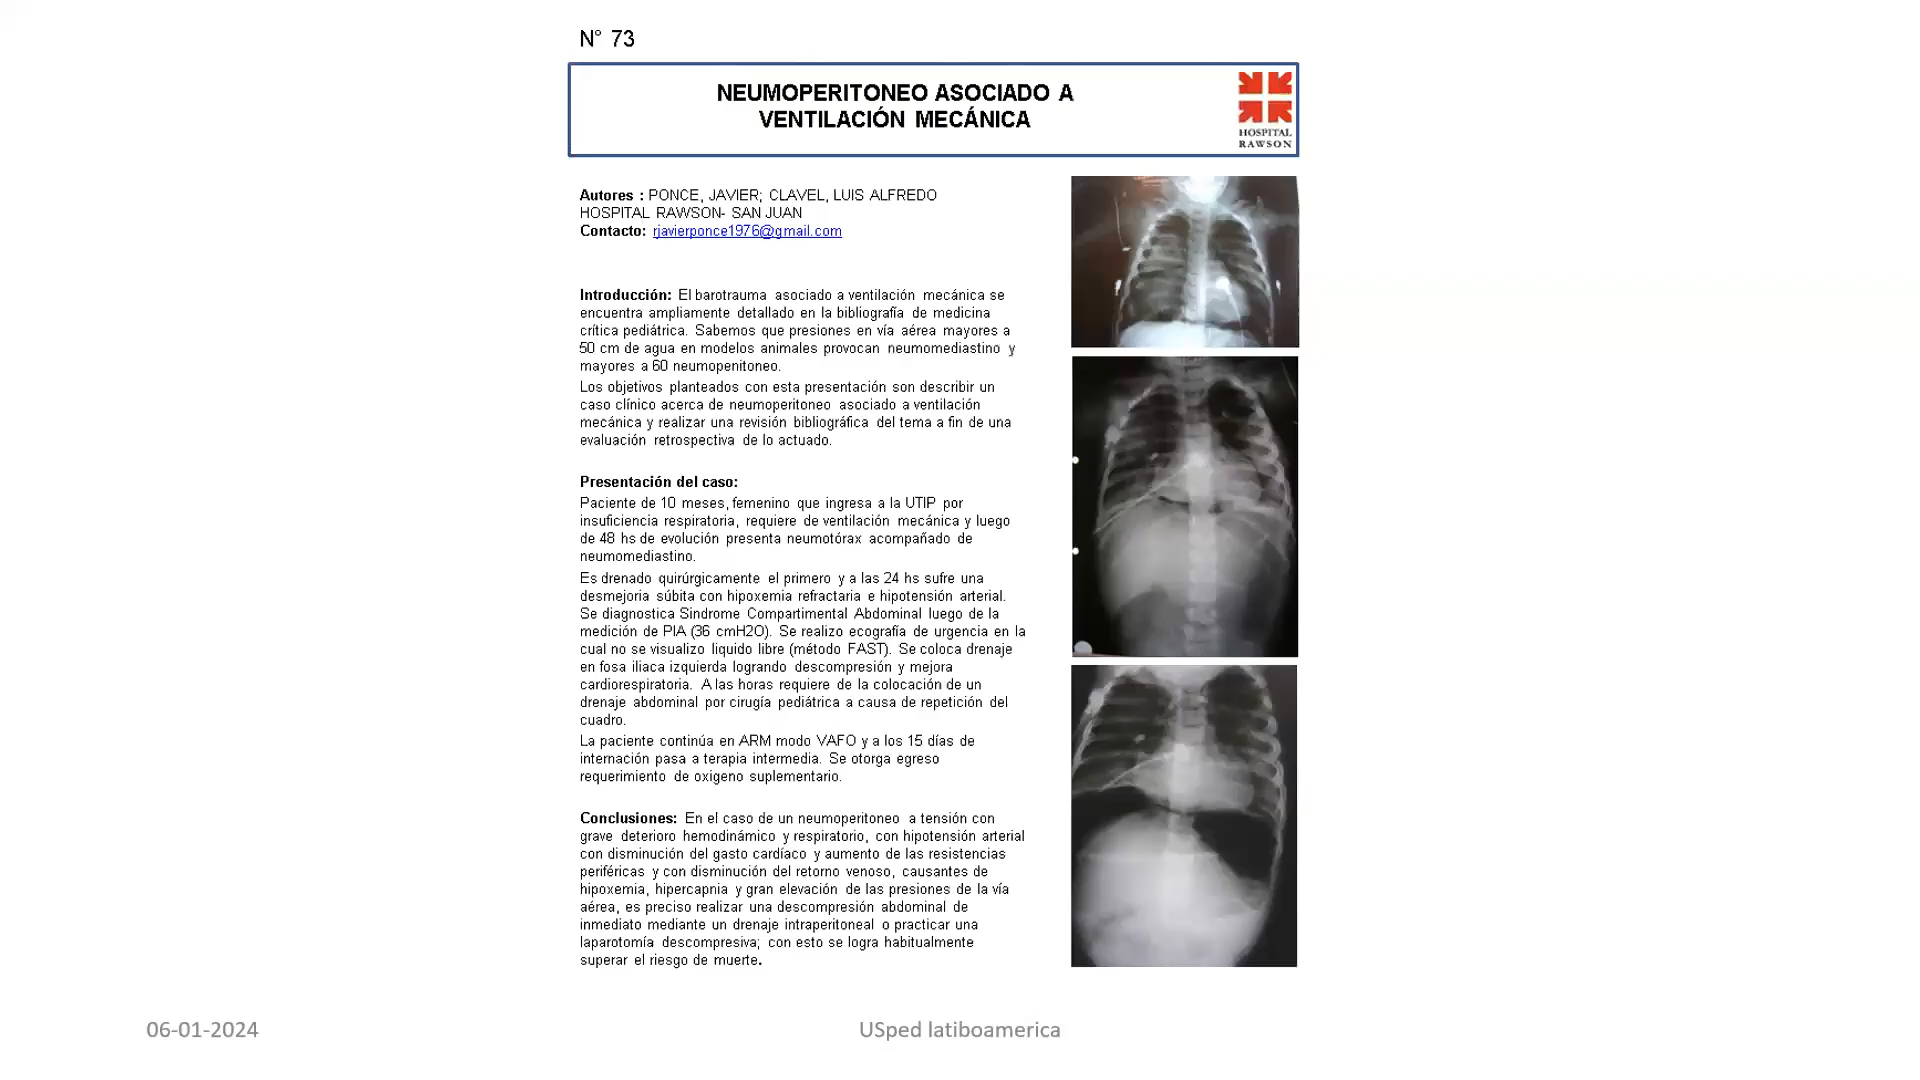 N° 73
NEUMOPERITONEO ASOCIADO A
VENTILACIÓN MECÁNICA
HOSPITAL
RAWSON
Autores : PONCE, JAVIER; CLAVEL, LUIS ALFREDO
HOSPITAL RAWSON- SAN JUAN
Contacto: rjavierponce1976@gmail.com
Introducción: El barotrauma asociado a ventilación mecánica se
encuentra ampliamente detallado en la bibliografía de medicina
crítica pediátrica. Sabemos que presiones en vía aérea mayores a
50 cm de agua en modelos animales provocan neumomediastino y
mayores a 60 neumopenitoneo.
Los objetivos planteados con esta presentación son describir un
caso clínico acerca de neumoperitoneo asociado a ventilación
mecánica y realizar una revisión bibliográfica del tema a fin de una
evaluación retrospectiva de lo actuado.
Presentación del caso:
Paciente de 10 meses, femenino que ingresa a la UTIP por
insuficiencia respiratoria, requiere de ventilación mecánica y luego
de 48 hs de evolución presenta neumotórax acompañado de
neumomediastino.
Es drenado quirúrgicamente el primero y a las 24 hs sufre una
desmejoria súbita con hipoxemia refractaria e hipotensión arterial.
Se diagnostica Sindrome Compartimental Abdominal luego de la
medición de PIA (36 cmH2O). Se realizo ecografía de urgencia en la
cual no se visualizo liquido libre (método FAST). Se coloca drenaje
en fosa iliaca izquierda logrando descompresión y mejora
cardiorespiratoria. A las horas requiere de la colocación de un
drenaje abdominal por cirugía pediátrica a causa de repetición del
cuadro.
La paciente continúa en ARM modo VAFO y a los 15 días de
internación pasa a terapia intermedia. Se otorga egreso
requerimiento de oxigeno suplementario.
Conclusiones: En el caso de un neumoperitoneo a tensión con
grave deterioro hemodinámico y respiratorio, con hipotensión arterial
con disminución del gasto cardíaco y aumento de las resistencias
periféricas y con disminución del retorno venoso, causantes de
hipoxemia, hipercapnia y gran elevación de las presiones de la vía
aérea, es preciso realizar una descompresión abdominal de
inmediato mediante un drenaje intraperitoneal o practicar una
laparotomía descompresiva; con esto se logra habitualmente
superar el riesgo de muerte.
06-01-2024
USped latiboamerica